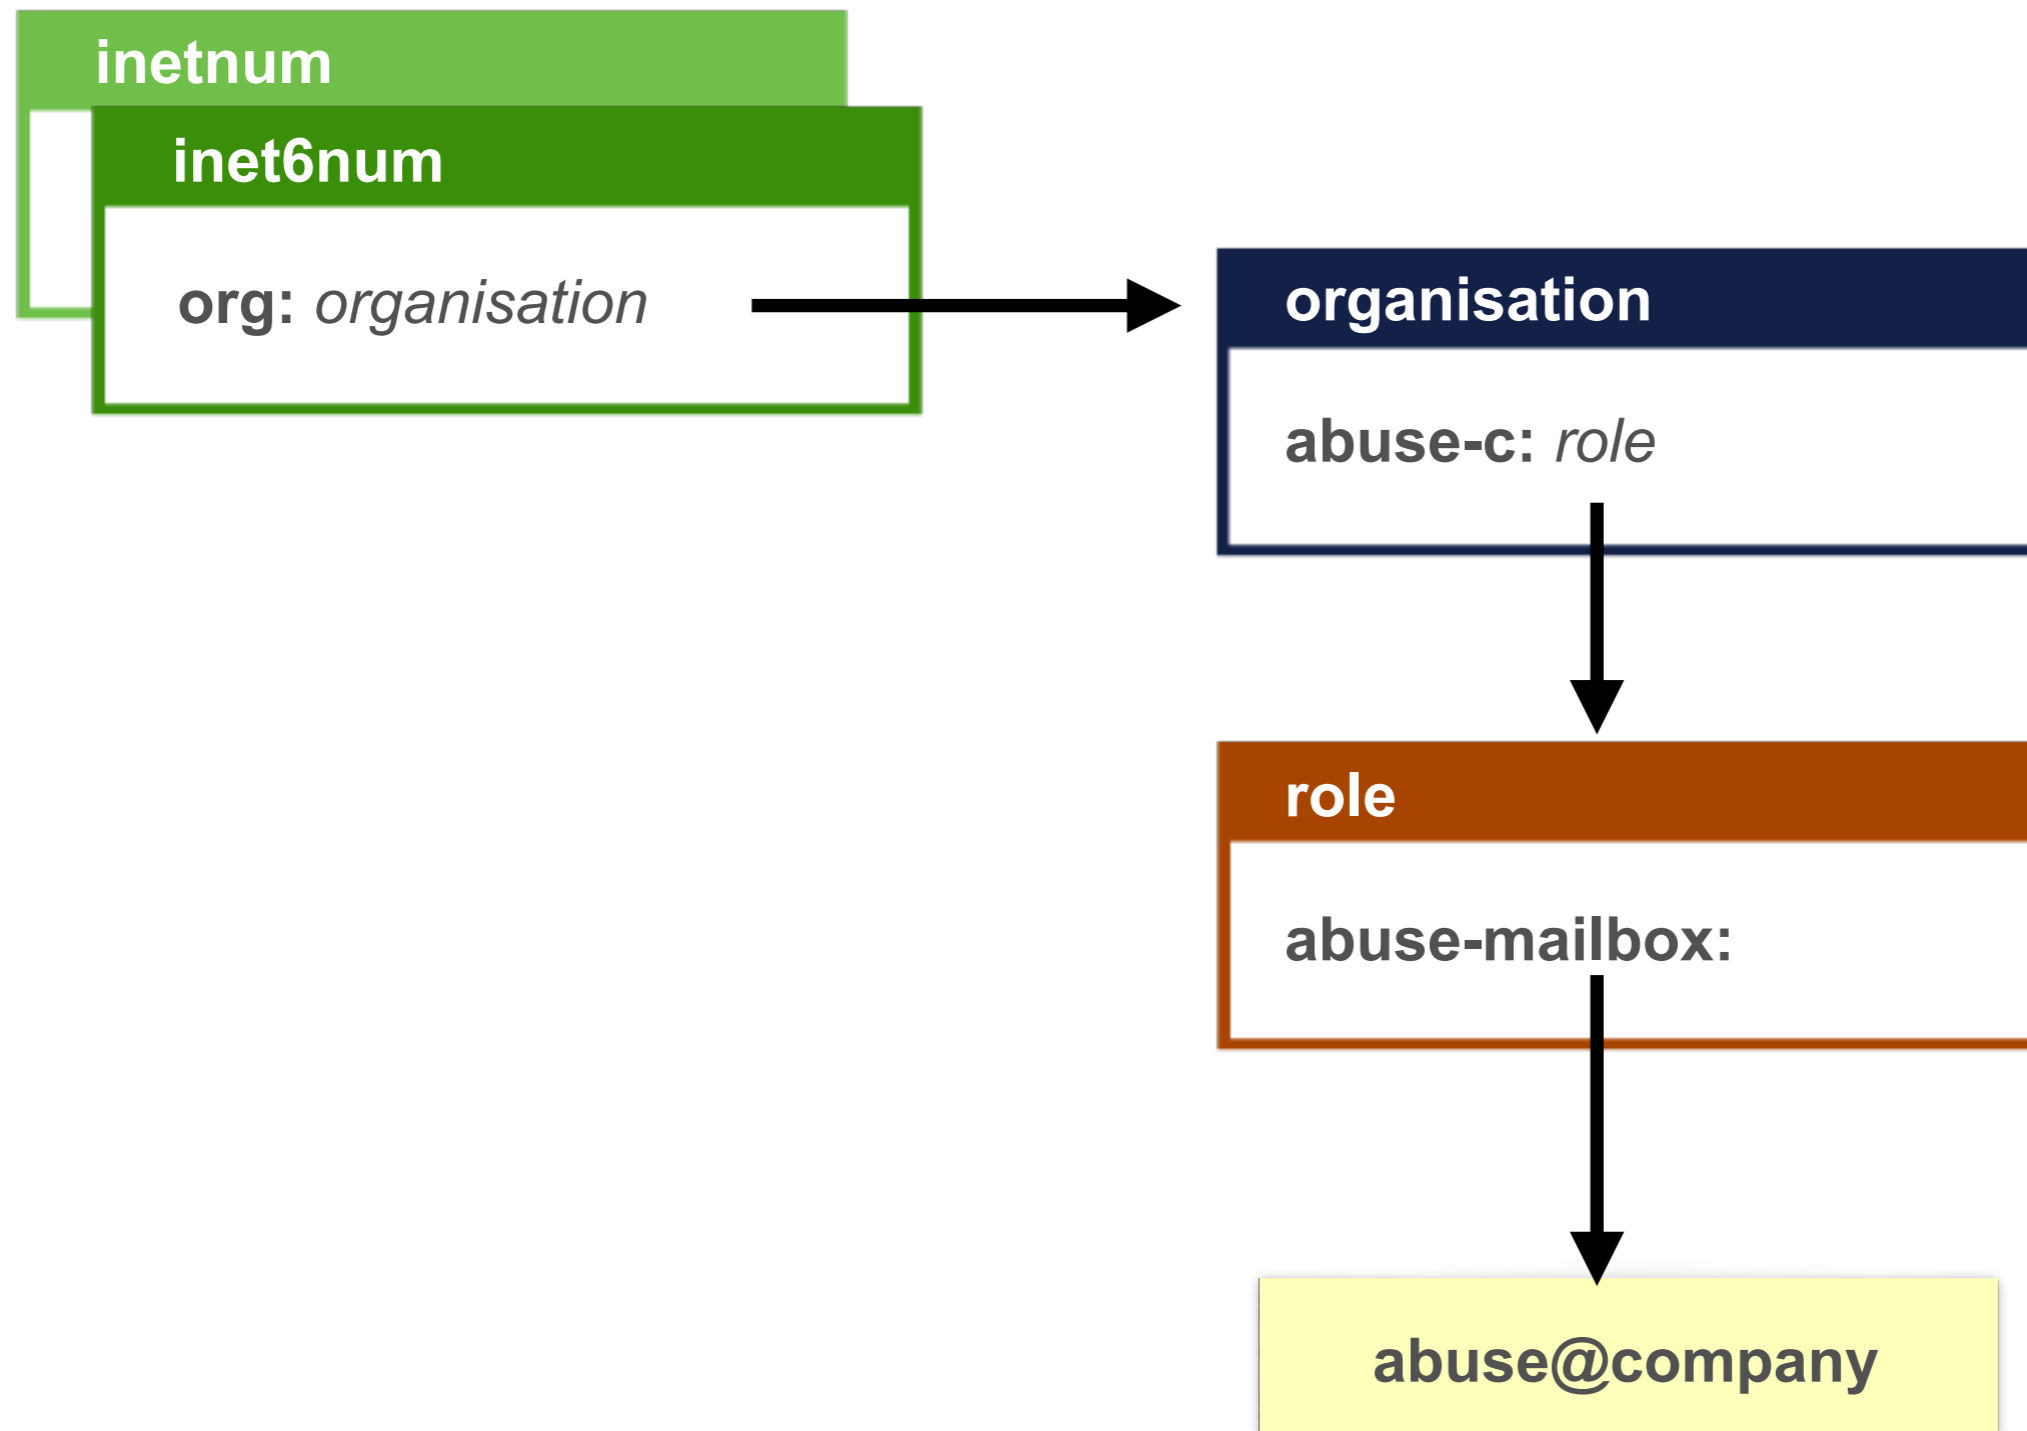 inetnum
inet6num
org: organisation
organisation
abuse-c: role
role
abuse-mailbox:
abuse@company